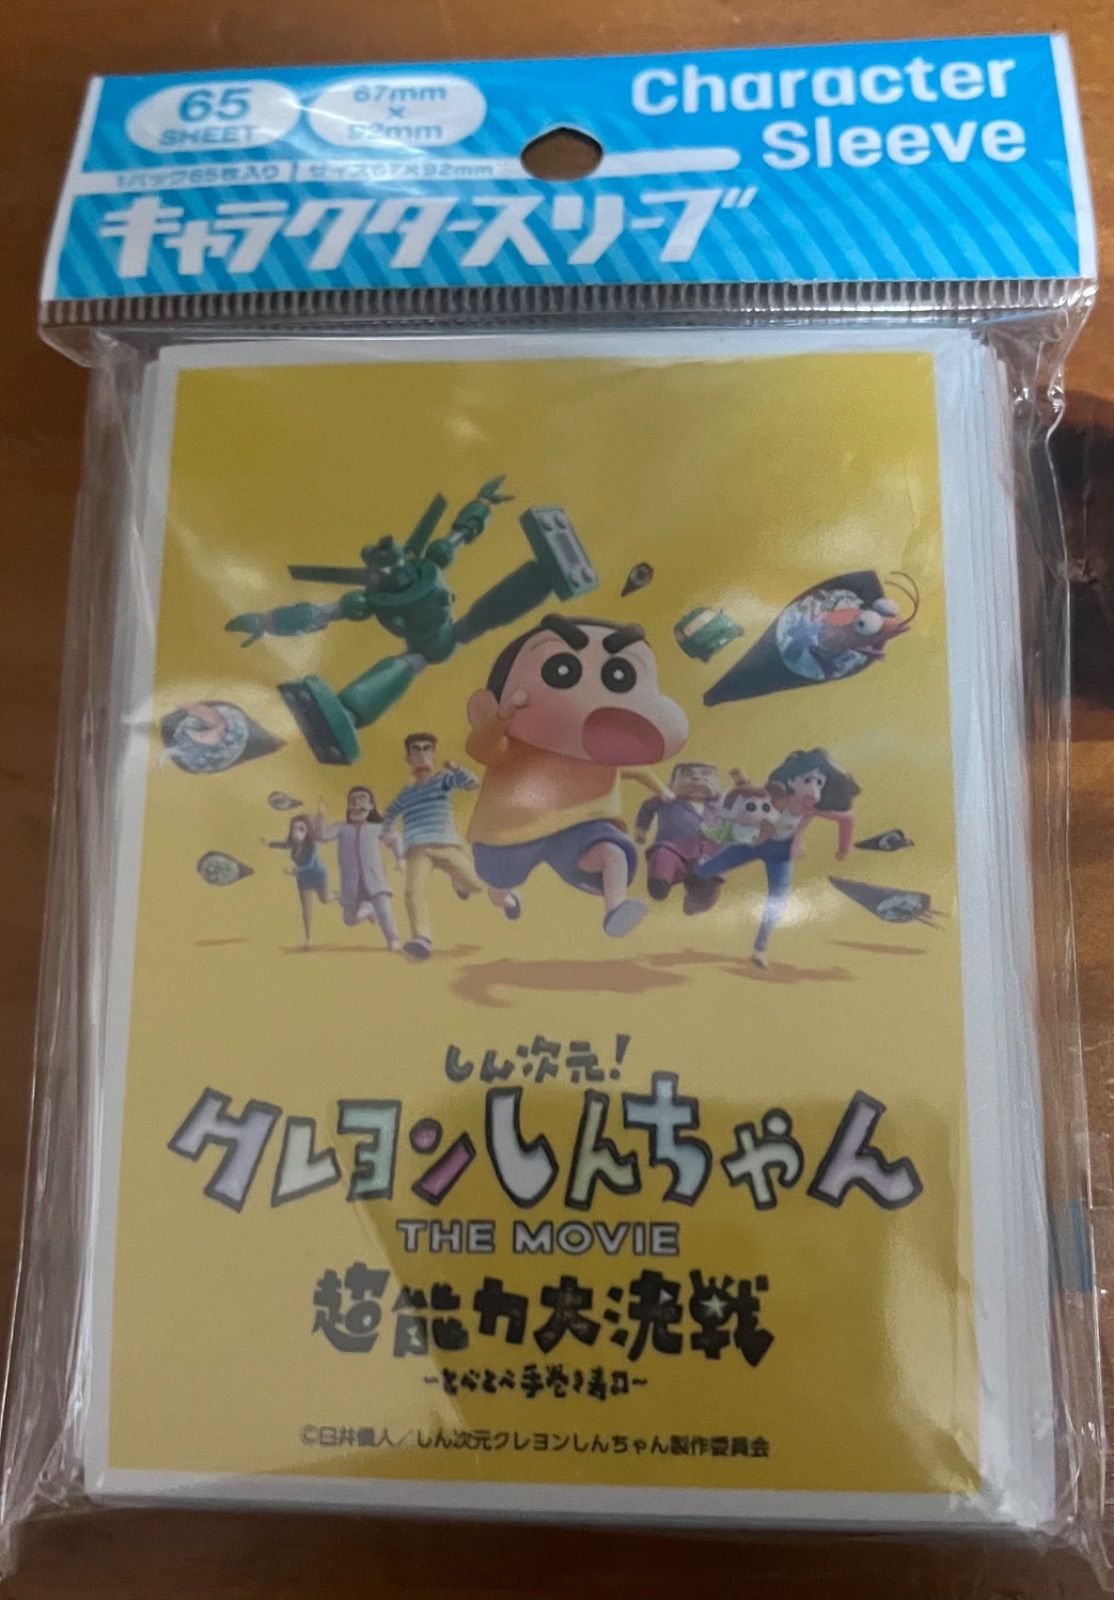 65
SHEET
67mm
×
92mm
Character
Sleeve
1パック65枚入り サイズ67×92mm
キャラクタースリーブ
しん次元!
クレヨンしんちゃん
THE MOVIE
超能力大決戦
～とべとべ手巻き寿司～
©臼井儀人/しん次元クレヨンしんちゃん製作委員会